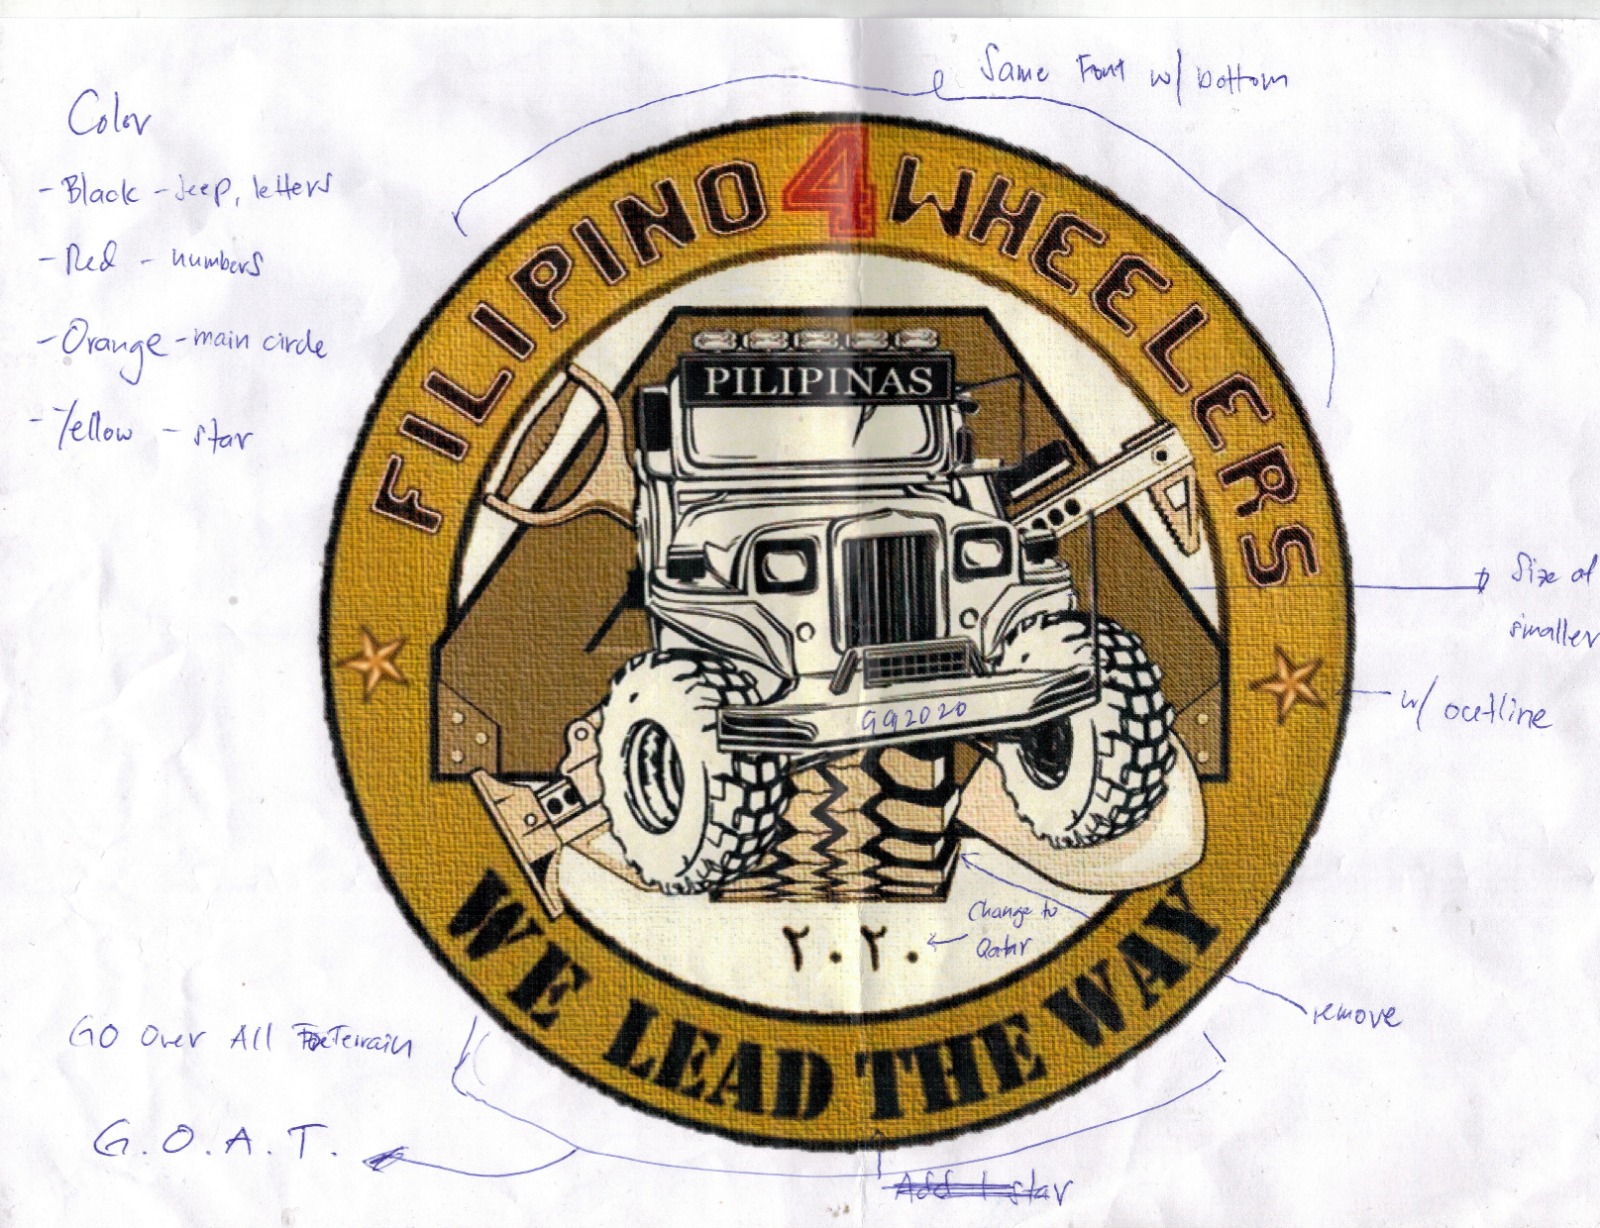 Same Font w/ bottom
Color
- Black - Jeep, letters
- Red - numbers
- Orange - main circle
- Yellow - star
FILIPINO 4 WHEELERS
PILIPINAS
Size of
smaller
w/ outline
GG2020
Change to
Qatar
٢٠٢٠
remove
WE LEAD THE WAY
GO Over All Terrain
G.O.A.T.
Add 1 star